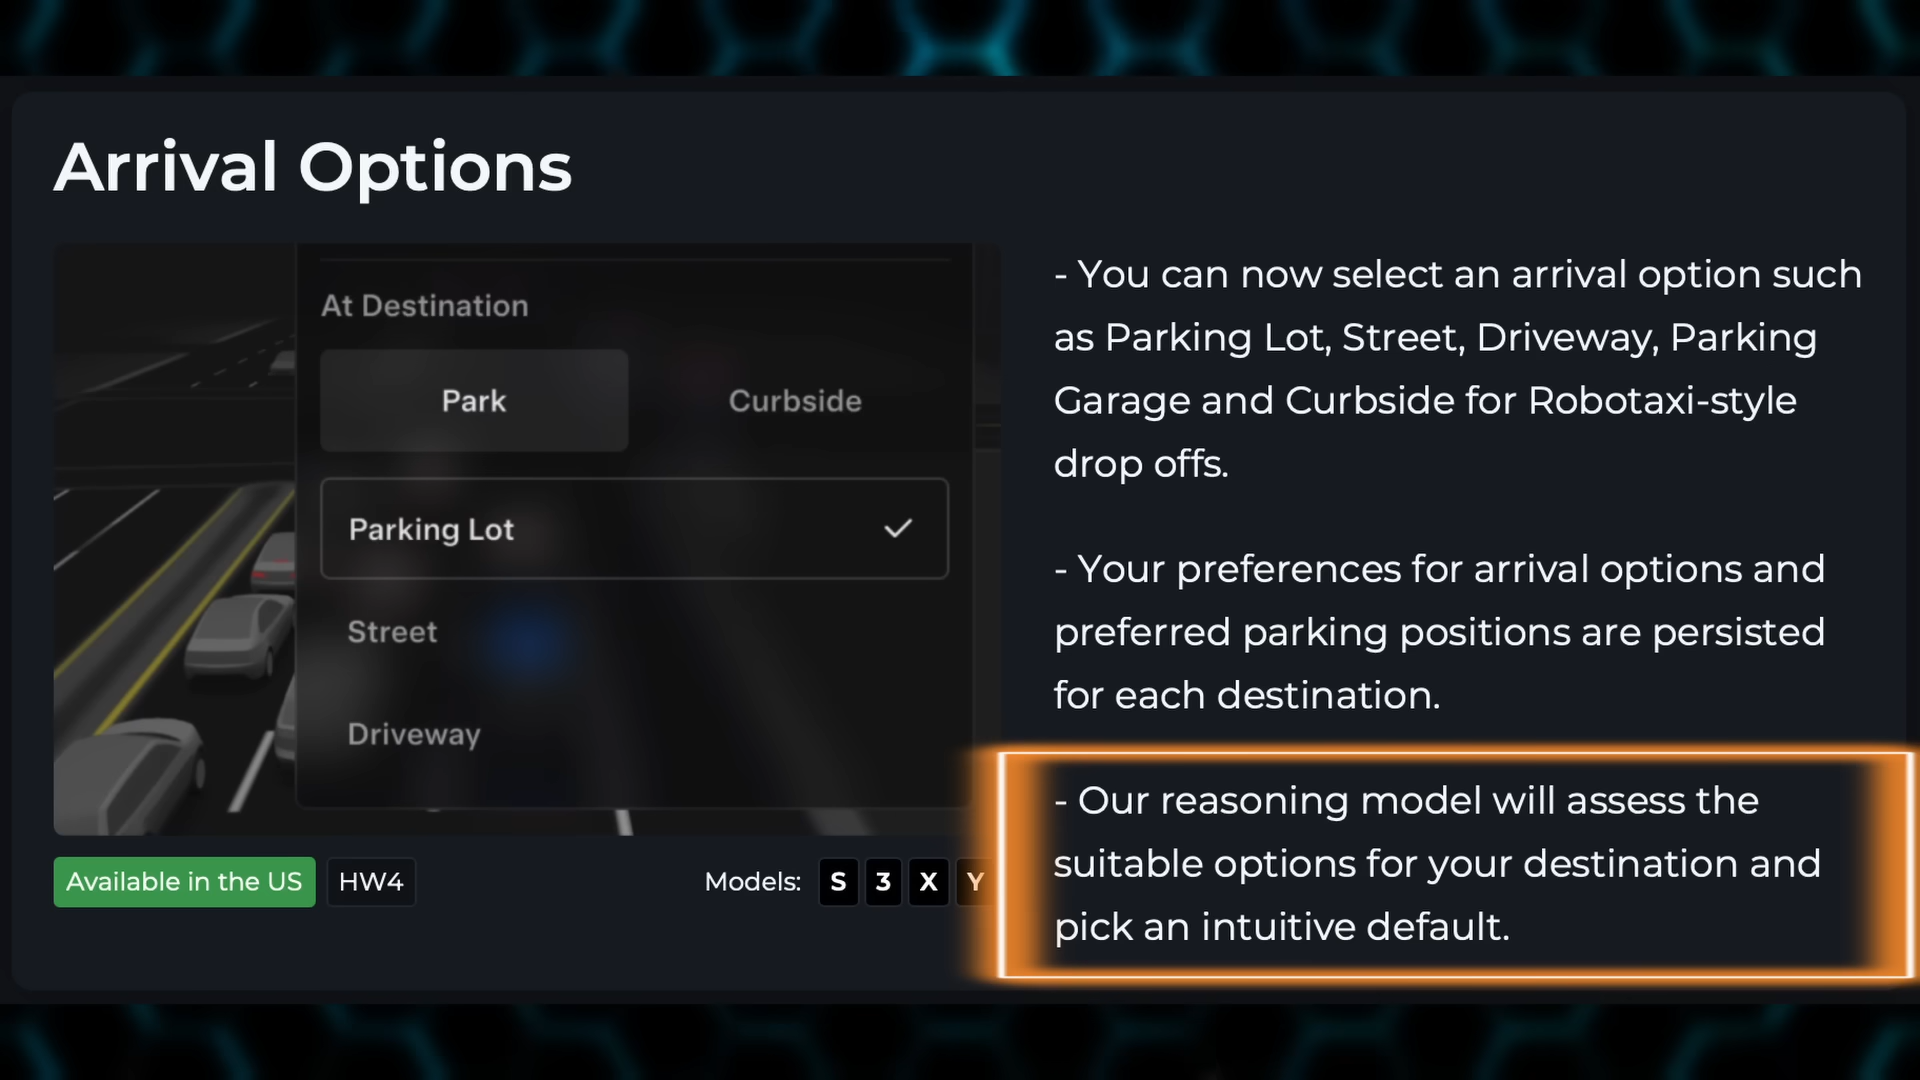 Arrival Options
At Destination
Park
Curbside
Parking Lot
Street
Driveway
Available in the US
HW4
Models:
S
3
X
Y
- You can now select an arrival option such
as Parking Lot, Street, Driveway, Parking
Garage and Curbside for Robotaxi-style
drop offs.
- Your preferences for arrival options and
preferred parking positions are persisted
for each destination.
- Our reasoning model will assess the
suitable options for your destination and
pick an intuitive default.